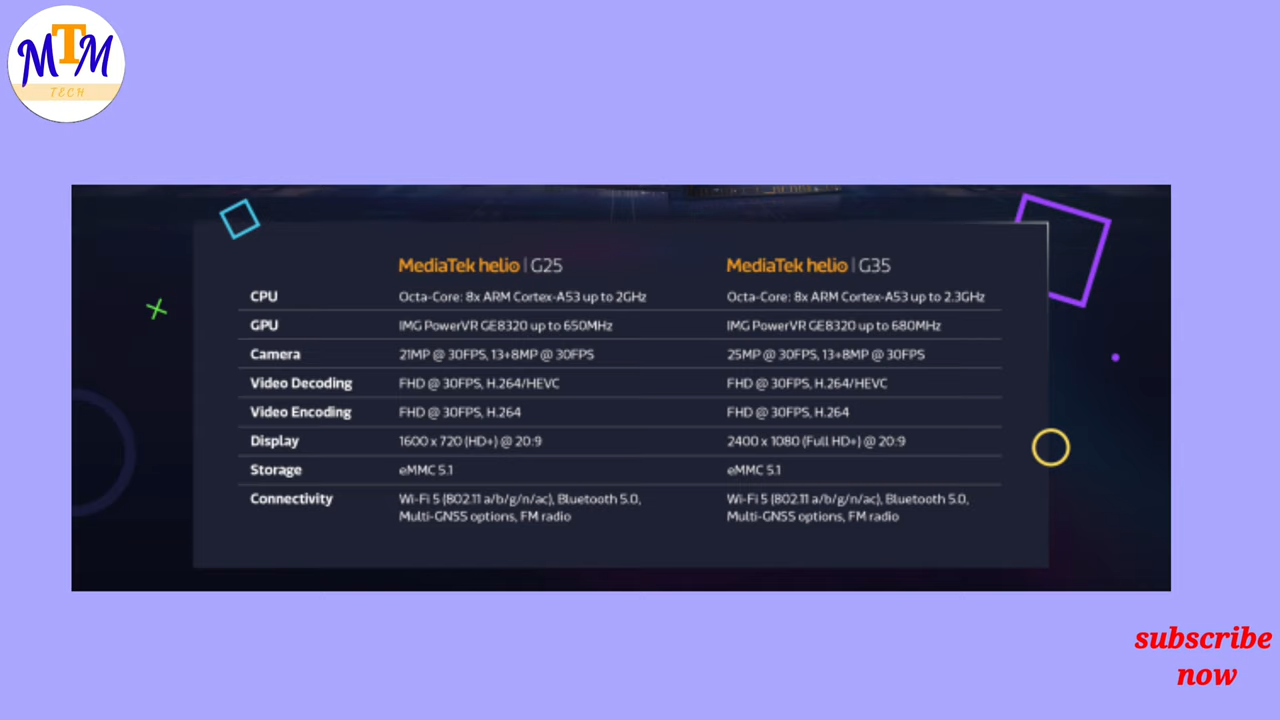 MTM
TECH
MediaTek helio | G25
MediaTek helio | G35
CPU
Octa-Core: 8x ARM Cortex-A53 up to 2GHz
Octa-Core: 8x ARM Cortex-A53 up to 2.3GHz
GPU
IMG PowerVR GE8320 up to 650MHz
IMG PowerVR GE8320 up to 680MHz
Camera
21MP @ 30FPS, 13+8MP @ 30FPS
25MP @ 30FPS, 13+8MP @ 30FPS
Video Decoding
FHD @ 30FPS, H.264/HEVC
FHD @ 30FPS, H.264/HEVC
Video Encoding
FHD @ 30FPS, H.264
FHD @ 30FPS, H.264
Display
1600 x 720 (HD+) @ 20:9
2400 x 1080 (Full HD+) @ 20:9
Storage
eMMC 5.1
eMMC 5.1
Connectivity
Wi-Fi 5 (802.11 a/b/g/n/ac), Bluetooth 5.0,
Multi-GNSS options, FM radio
Wi-Fi 5 (802.11 a/b/g/n/ac), Bluetooth 5.0,
Multi-GNSS options, FM radio
subscribe
now